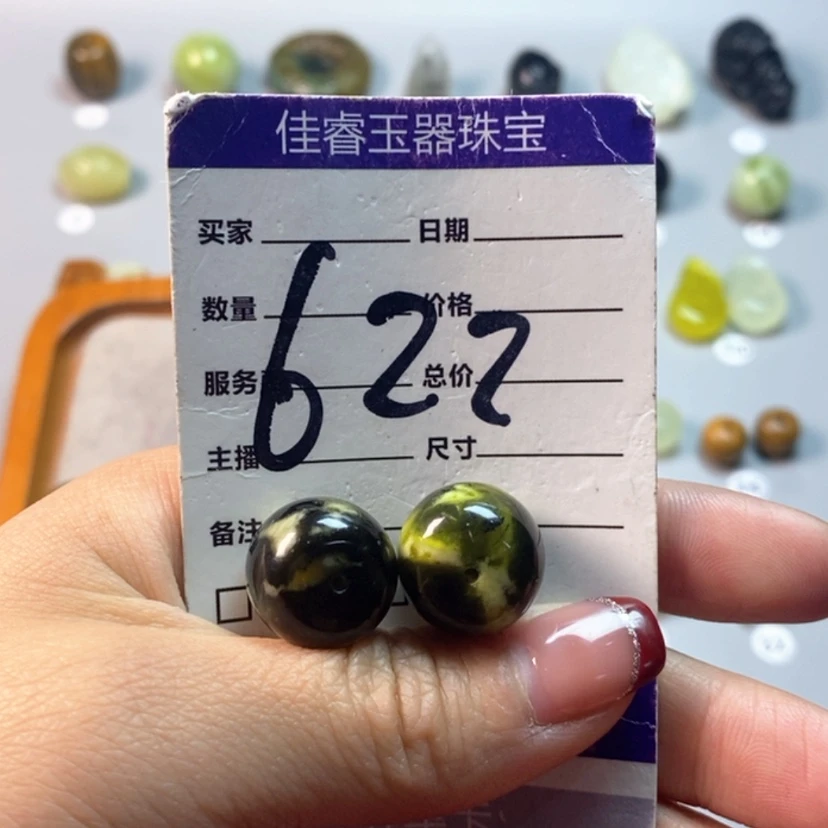 佳睿玉器珠宝
买家 日期
数量 价格
服务 总价
主播 尺寸
备注
622